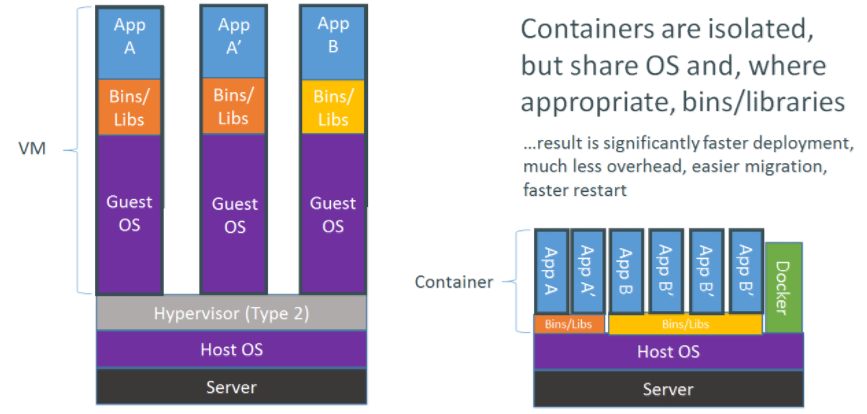 App
A
App
A’
App
B
Bins/
Libs
Bins/
Libs
Bins/
Libs
VM
Guest
OS
Guest
OS
Guest
OS
Hypervisor (Type 2)
Host OS
Server
Containers are isolated,
but share OS and, where
appropriate, bins/libraries
...result is significantly faster deployment,
much less overhead, easier migration,
faster restart
Container
App A
App A’
App B
App B’
App B’
App B’
Docker
Bins/Libs
Bins/Libs
Host OS
Server